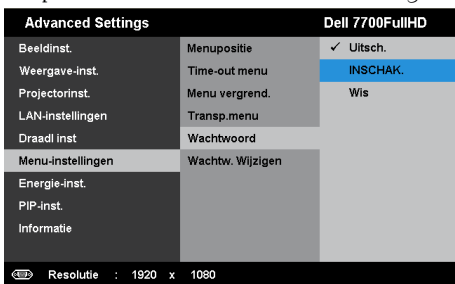 Advanced Settings Dell 7700FullHD
Beeldinst. Menupositie ✓ Uitsch.
Weergave-inst. Time-out menu INSCHAK.
Projectorinst. Menu vergrend. Wis
LAN-instellingen Transp.menu
Draadl inst Wachtwoord
Menu-instellingen Wachtw. Wijzigen
Energie-inst.
PIP-inst.
Informatie
Resolutie : 1920 x 1080